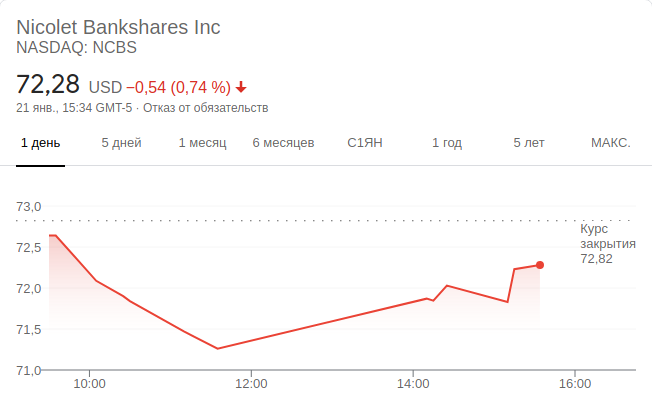 Nicolet Bankshares Inc
NASDAQ: NCBS
72,28 USD −0,54 (0,74 %)
21 янв., 15:34 GMT-5 · Отказ от обязательств
1 день 5 дней 1 месяц 6 месяцев С1ЯН 1 год 5 лет МАКС.
73,0
Курс
закрытия
72,82
72,5
72,0
71,5
71,0
10:00 12:00 14:00 16:00